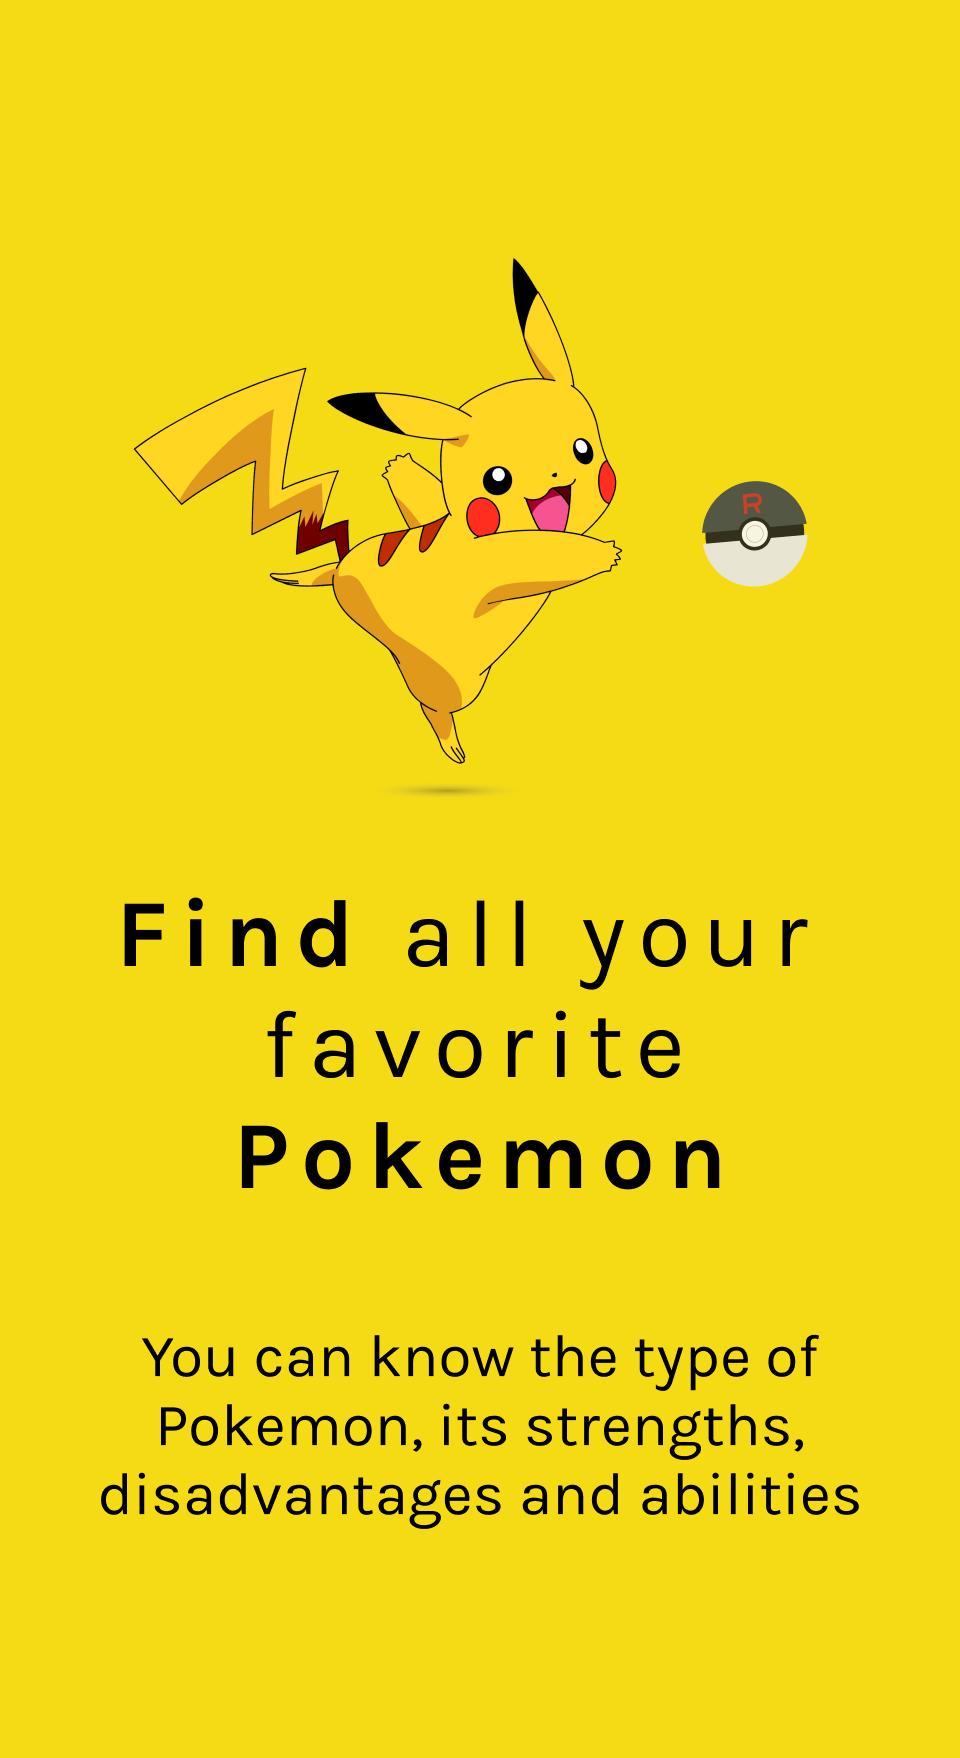 R
Find all your
favorite
Pokemon
You can know the type of
Pokemon, its strengths,
disadvantages and abilities